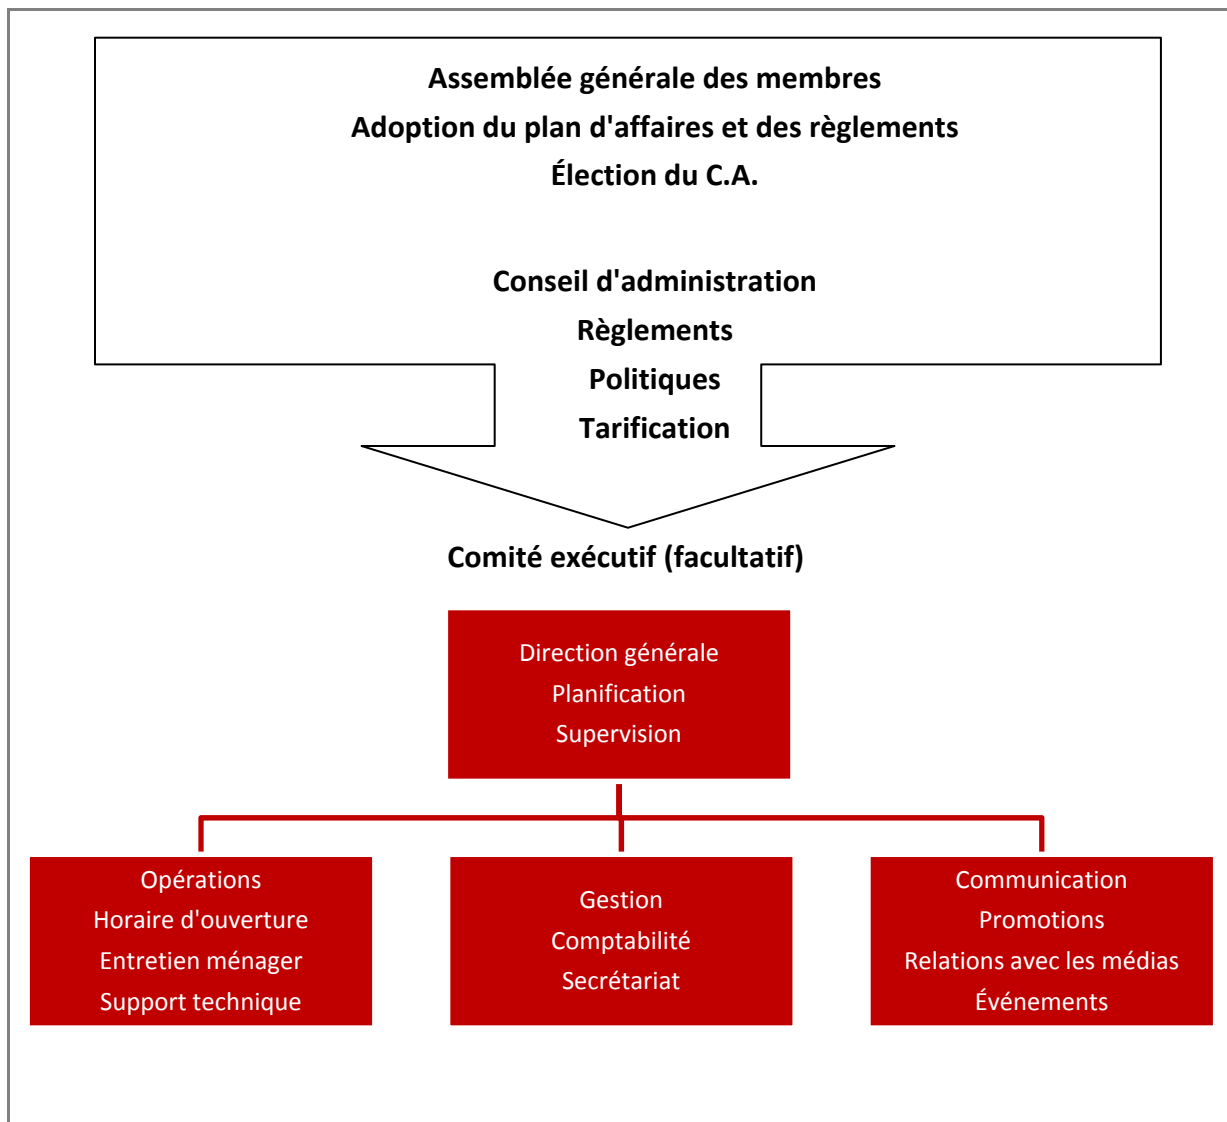 Assemblée générale des membres
Adoption du plan d'affaires et des règlements
Élection du C.A.
Conseil d'administration
Règlements
Politiques
Tarification
Comité exécutif (facultatif)
Direction générale
Planification
Supervision
Opérations
Horaire d'ouverture
Entretien ménager
Support technique
Gestion
Comptabilité
Secrétariat
Communication
Promotions
Relations avec les médias
Événements